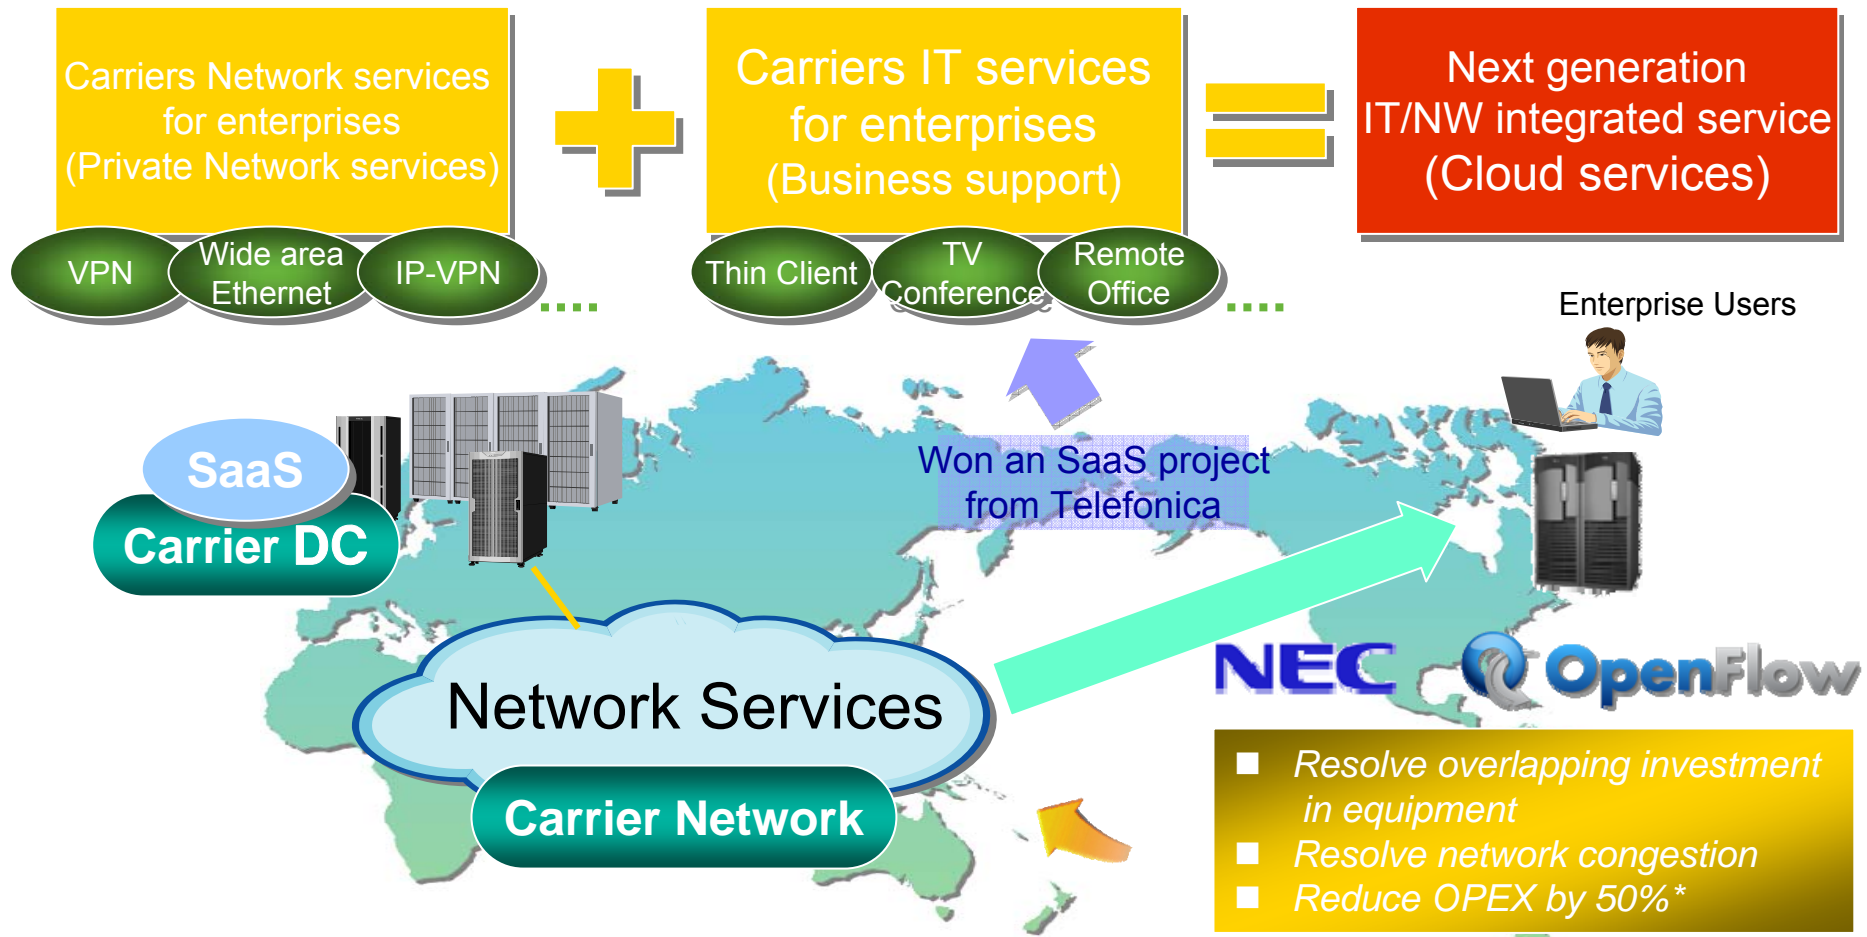 Carriers Network services
for enterprises
(Private Network services)
Carriers IT services
for enterprises
(Business support)
Next generation
IT/NW integrated service
(Cloud services)
VPN
Wide area
Ethernet
IP-VPN
Thin Client
TV
Conference
Remote
Office
Enterprise Users
SaaS
Carrier DC
Won an SaaS project
from Telefonica
Network Services
Carrier Network
NEC
OpenFlow
Resolve overlapping investment
in equipment
Resolve network congestion
Reduce OPEX by 50%*